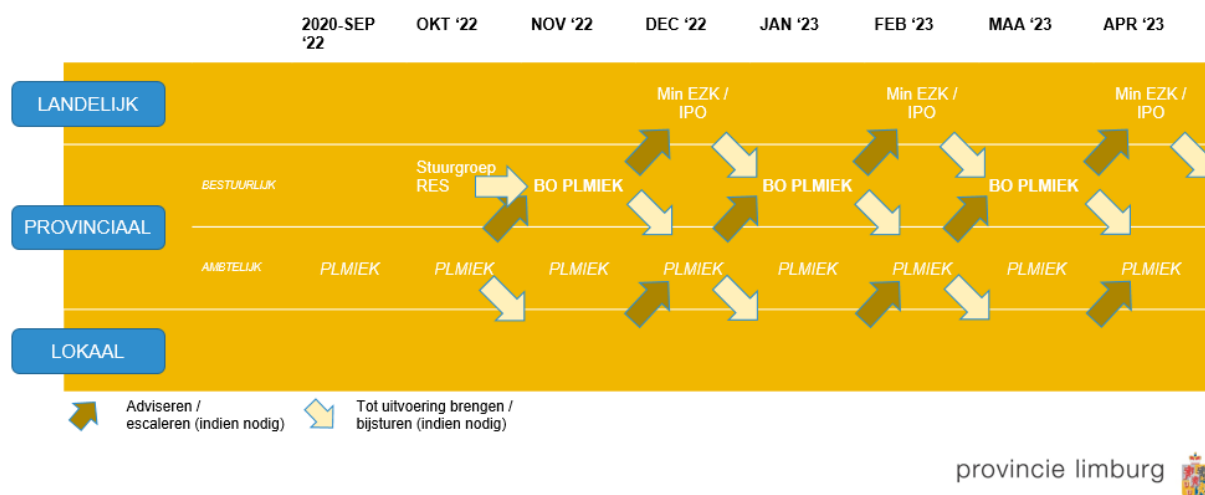 2020-SEP
‘22
OKT ‘22
NOV ‘22
DEC ‘22
JAN ‘23
FEB ‘23
MAA ‘23
APR ‘23
LANDELIJK
Min EZK /
IPO
Min EZK /
IPO
Min EZK /
IPO
BESTUURLIJK
Stuurgroep
RES
BO PLMIEK
BO PLMIEK
BO PLMIEK
PROVINCIAAL
AMBTELIJK
PLMIEK
PLMIEK
PLMIEK
PLMIEK
PLMIEK
PLMIEK
PLMIEK
PLMIEK
LOKAAL
Adviseren /
escaleren (indien nodig)
Tot uitvoering brengen /
bijsturen (indien nodig)
provincie limburg